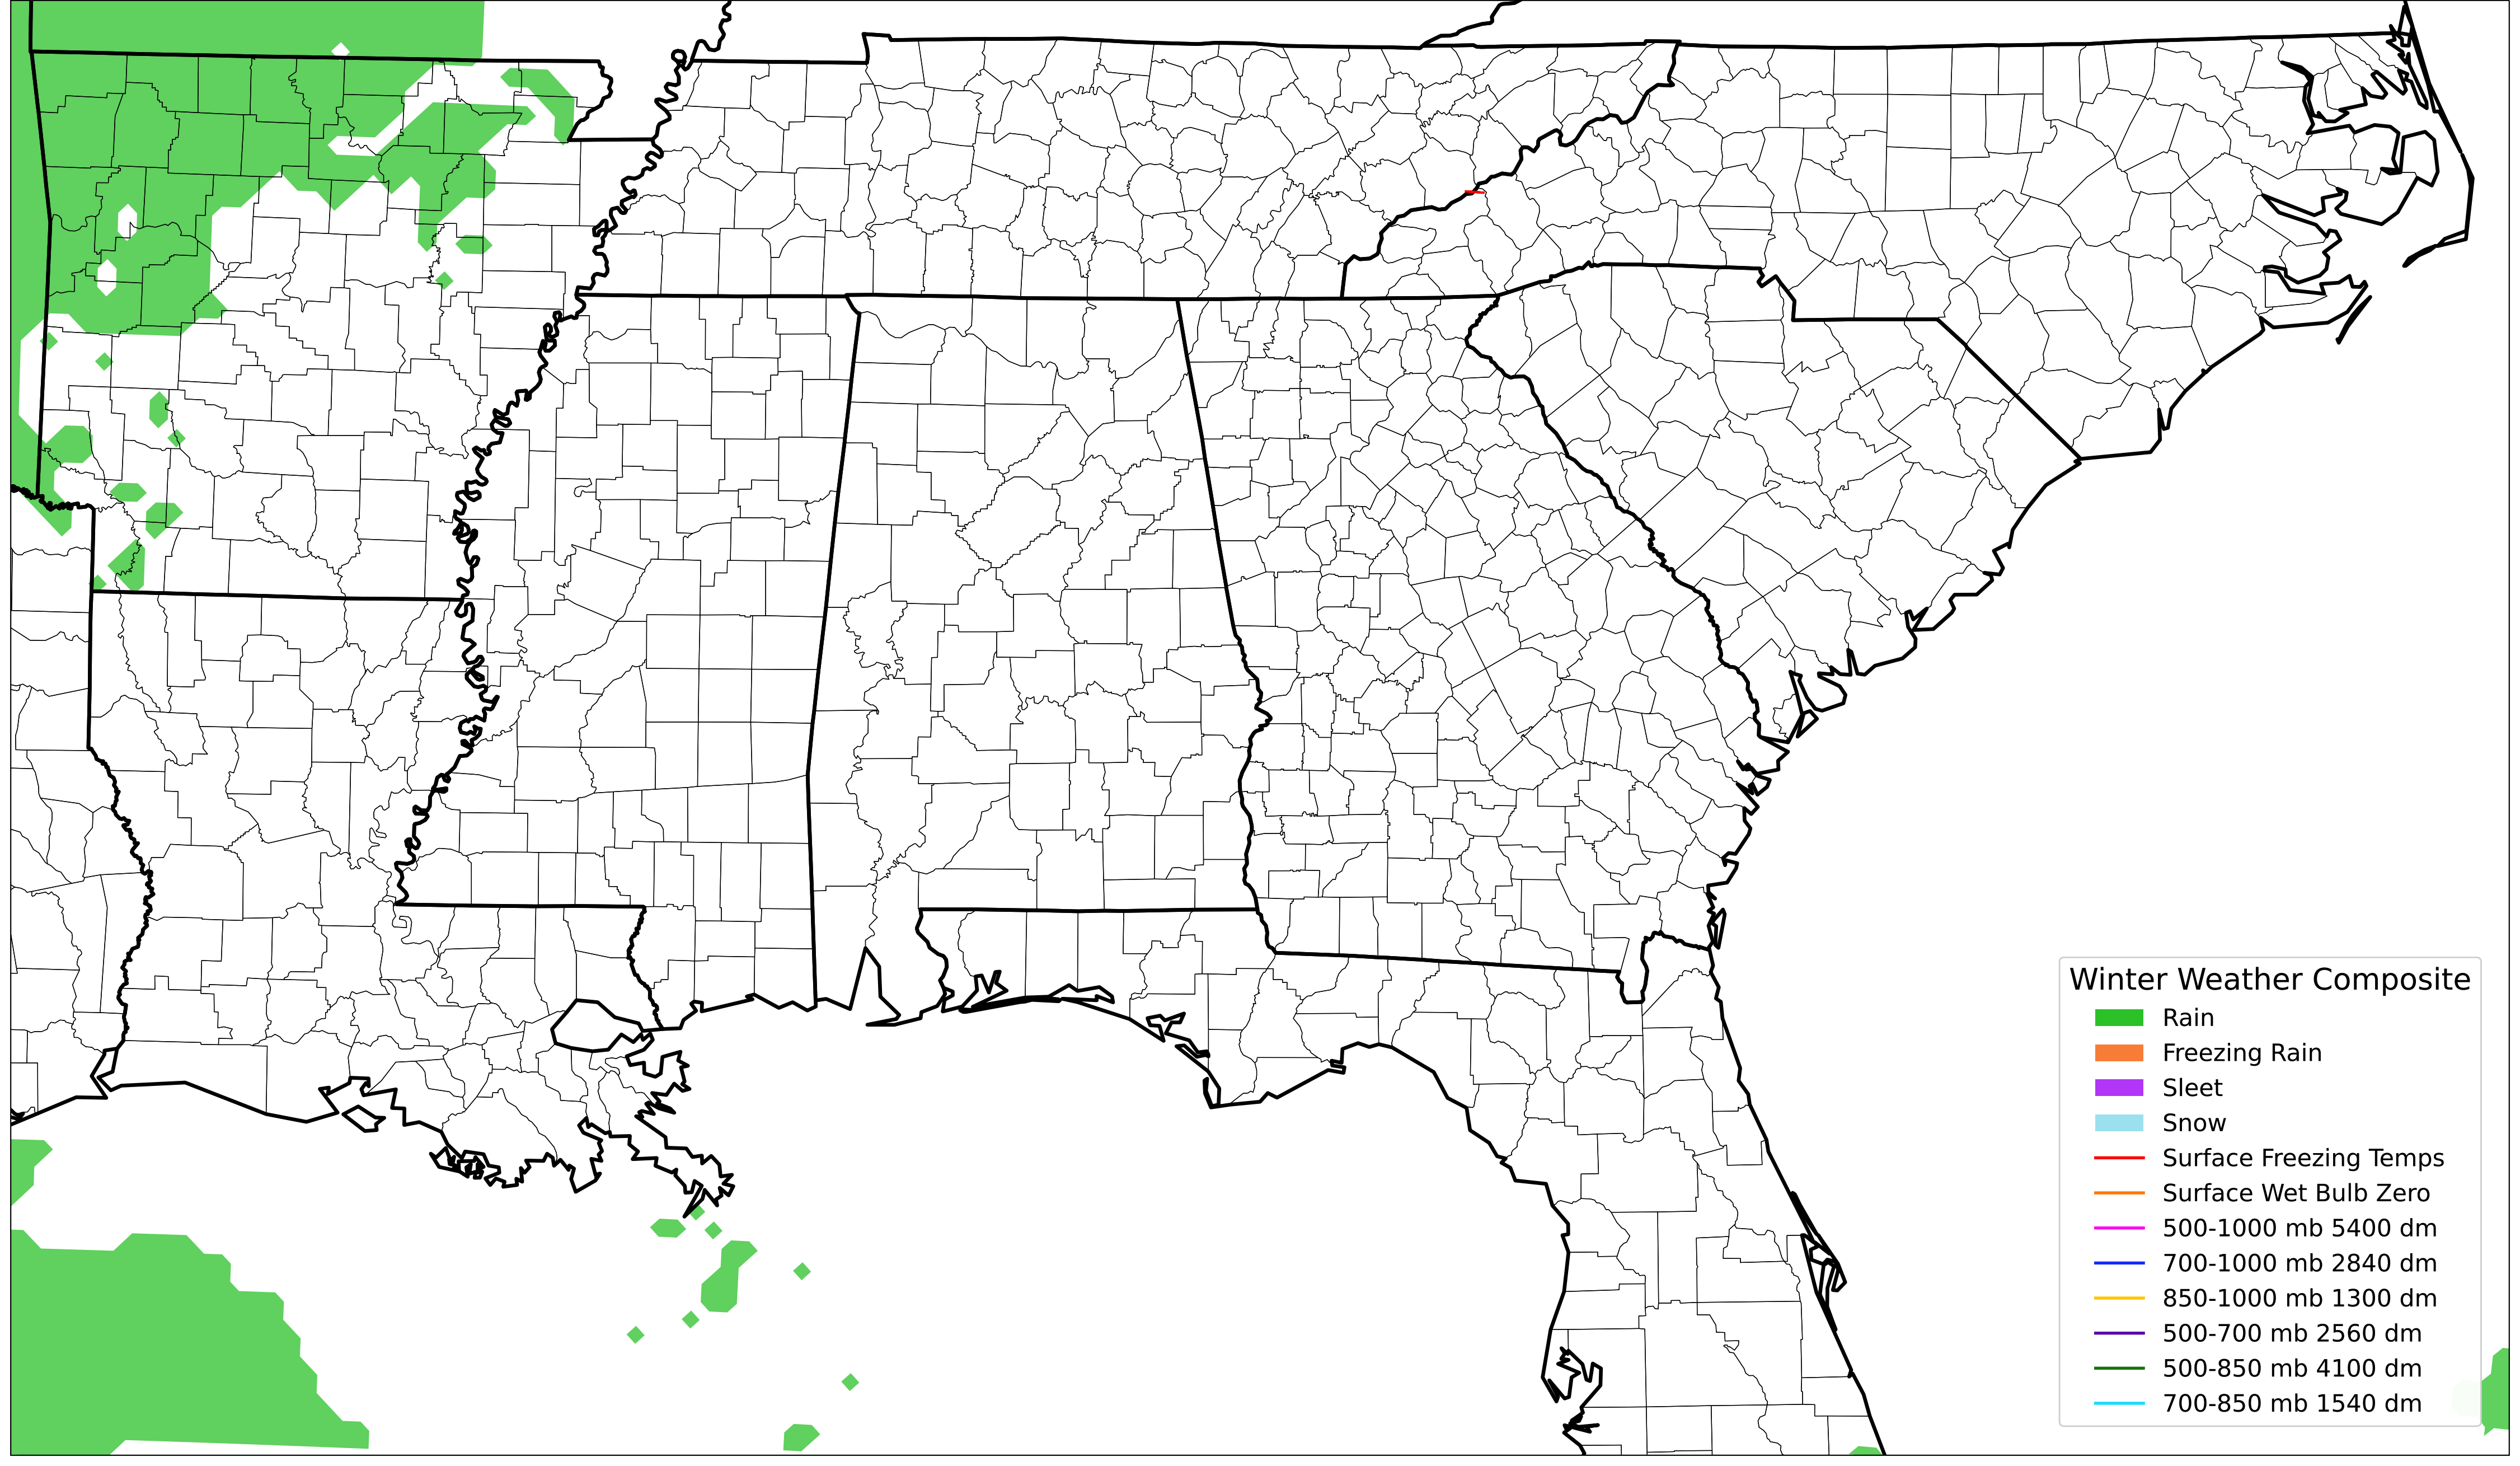 Winter Weather Composite
Rain
Freezing Rain
Sleet
Snow
Surface Freezing Temps
Surface Wet Bulb Zero
500-1000 mb 5400 dm
700-1000 mb 2840 dm
850-1000 mb 1300 dm
500-700 mb 2560 dm
500-850 mb 4100 dm
700-850 mb 1540 dm